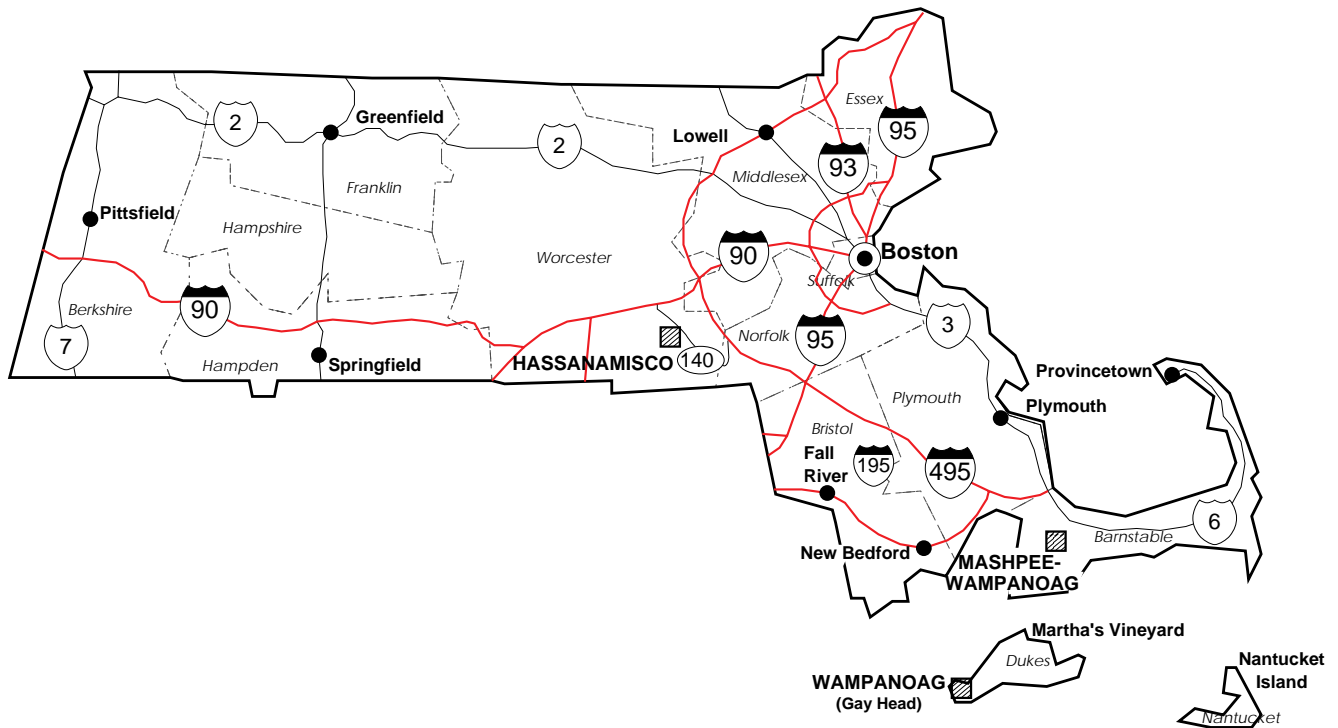 Essex
95
2
Greenfield
2
Lowell
93
Middlesex
Franklin
Pittsfield
Hampshire
Boston
Worcester
90
Suffolk
Berkshire
90
3
7
Norfolk
95
HASSANAMISCO
140
Hampden
Springfield
Provincetown
Plymouth
Plymouth
Bristol
Fall
River
195
495
6
Barnstable
New Bedford
MASHPEE-
WAMPANOAG
Martha's Vineyard
Dukes
WAMPANOAG
(Gay Head)
Nantucket
Island
Nantucket